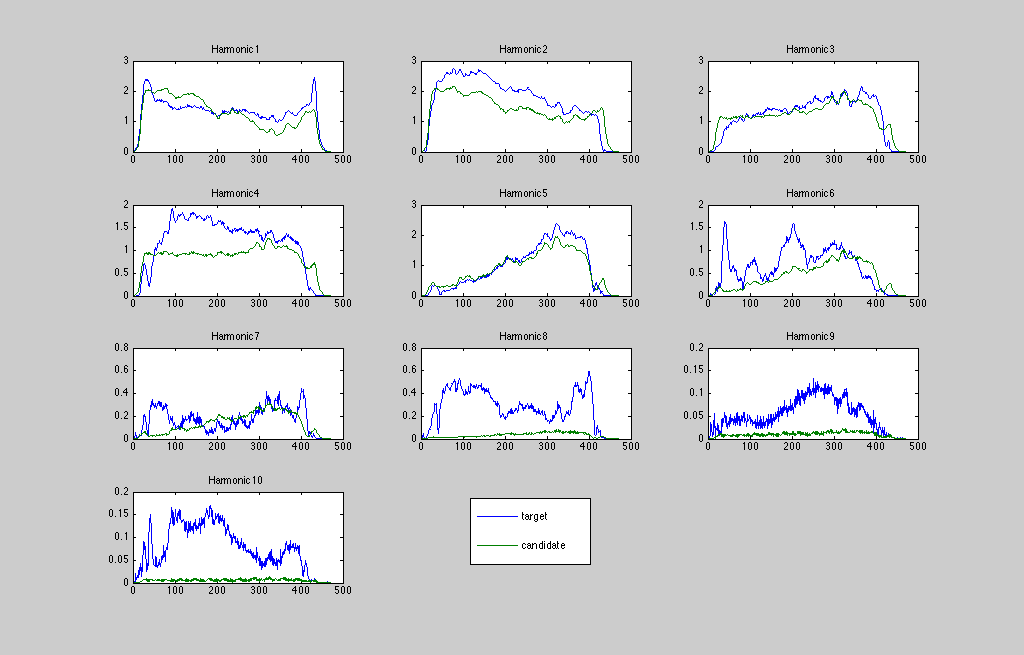 Harmonic1 Harmonic2 Harmonic3
3 3 3
2 2 2
1 1 1
0 0 0
0 100 200 300 400 500 0 100 200 300 400 500 0 100 200 300 400 500
Harmonic4 Harmonic5 Harmonic6
2 3 2
1.5 2 1.5
1 1 1
0.5 0.5
0 0 0
0 100 200 300 400 500 0 100 200 300 400 500 0 100 200 300 400 500
Harmonic7 Harmonic8 Harmonic9
0.8 0.8 0.2
0.6 0.6 0.15
0.4 0.4 0.1
0.2 0.2 0.05
0 0 0
0 100 200 300 400 500 0 100 200 300 400 500 0 100 200 300 400 500
Harmonic10
0.2
0.15
0.1
0.05
0
0 100 200 300 400 500
target
candidate